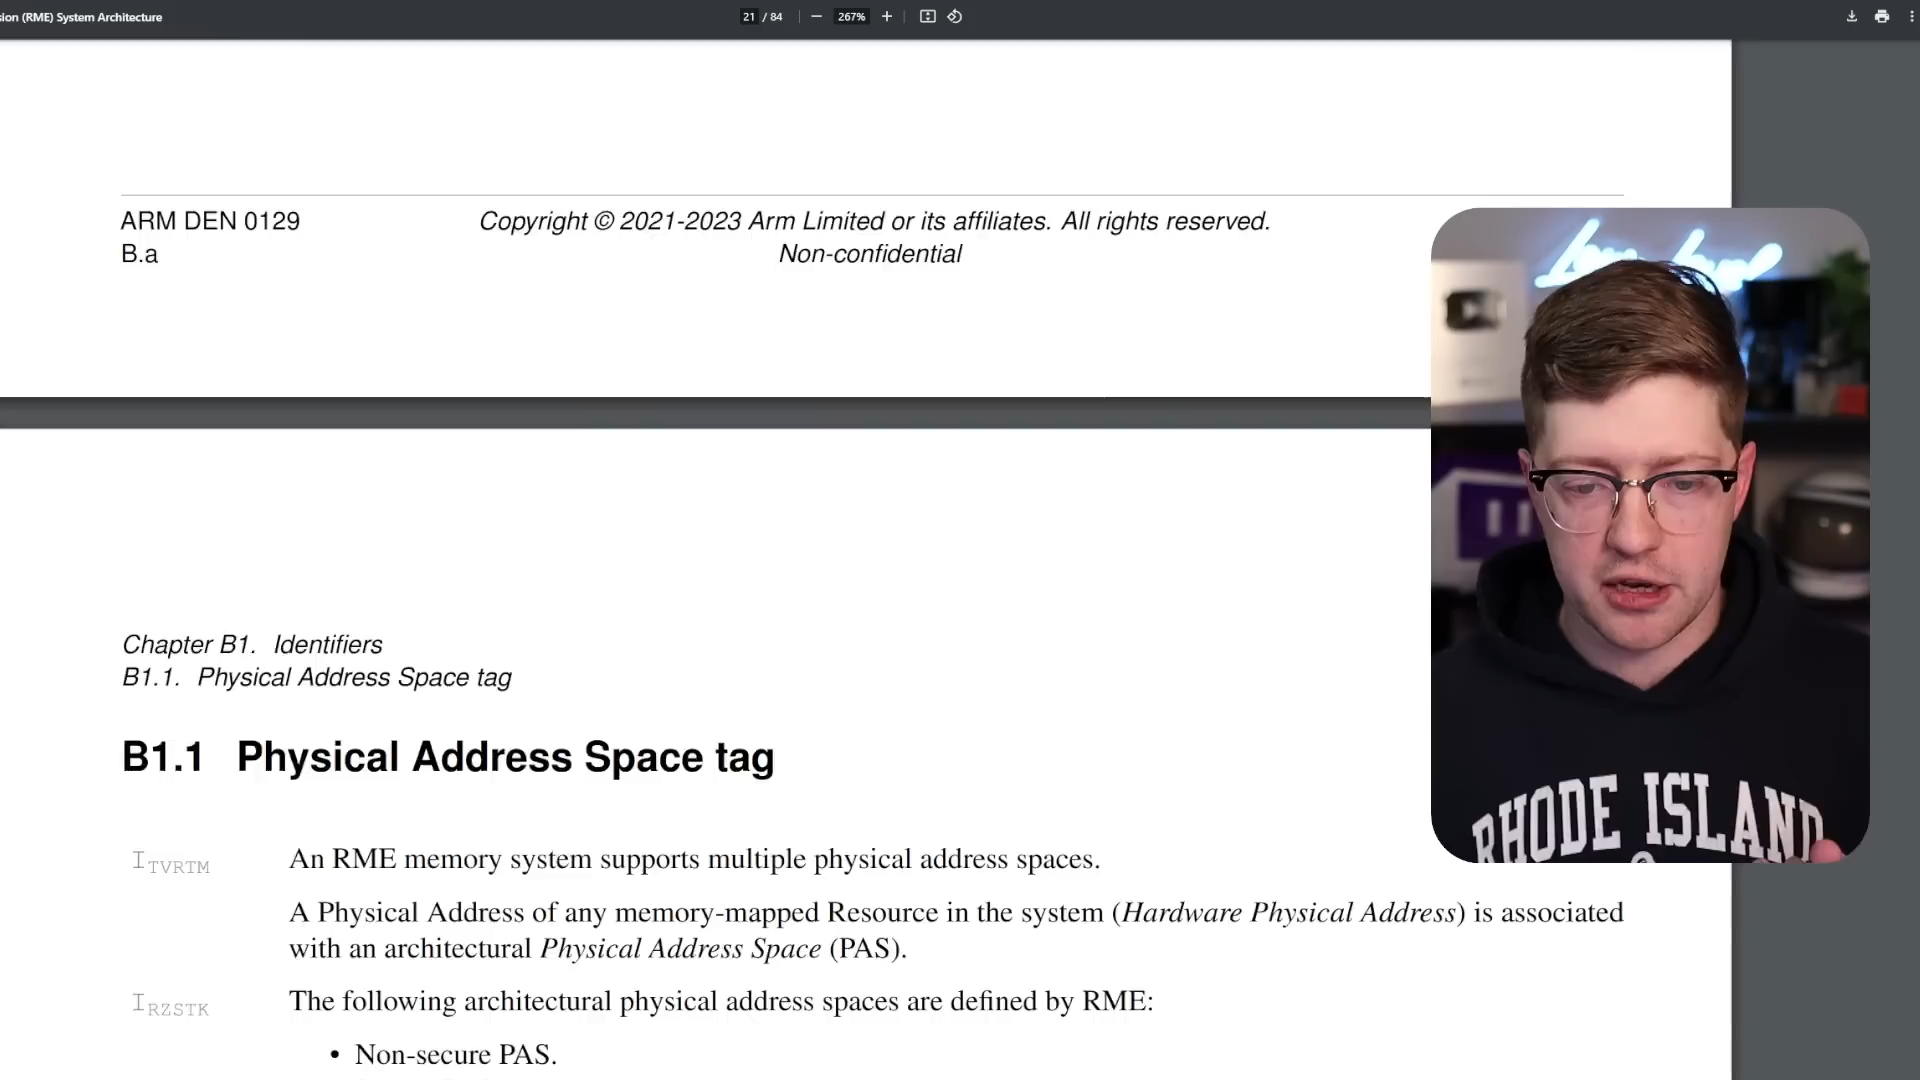 sion (RME) System Architecture
21 / 84
267%
ARM DEN 0129
B.a
Copyright © 2021-2023 Arm Limited or its affiliates. All rights reserved.
Non-confidential
Chapter B1. Identifiers
B1.1. Physical Address Space tag
B1.1 Physical Address Space tag
I TVRTM
An RME memory system supports multiple physical address spaces.
A Physical Address of any memory-mapped Resource in the system (Hardware Physical Address) is associated
with an architectural Physical Address Space (PAS).
I RZSTK
The following architectural physical address spaces are defined by RME:
• Non-secure PAS.
RHODE ISLAND